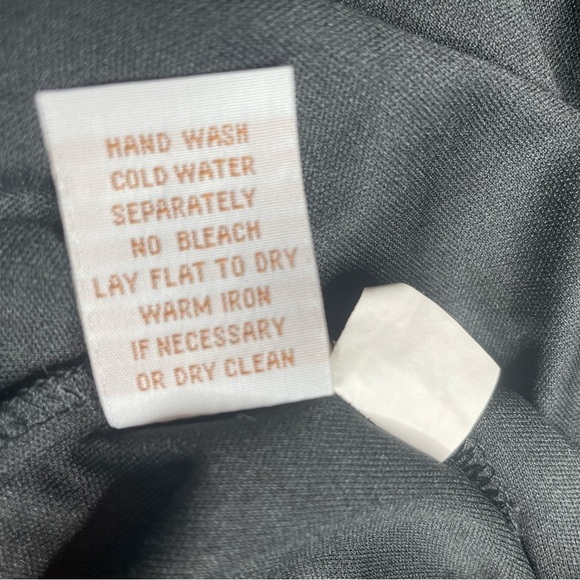 HAND WASH
COLD WATER
SEPARATELY
NO BLEACH
LAY FLAT TO DRY
WARM IRON
IF NECESSARY
OR DRY CLEAN